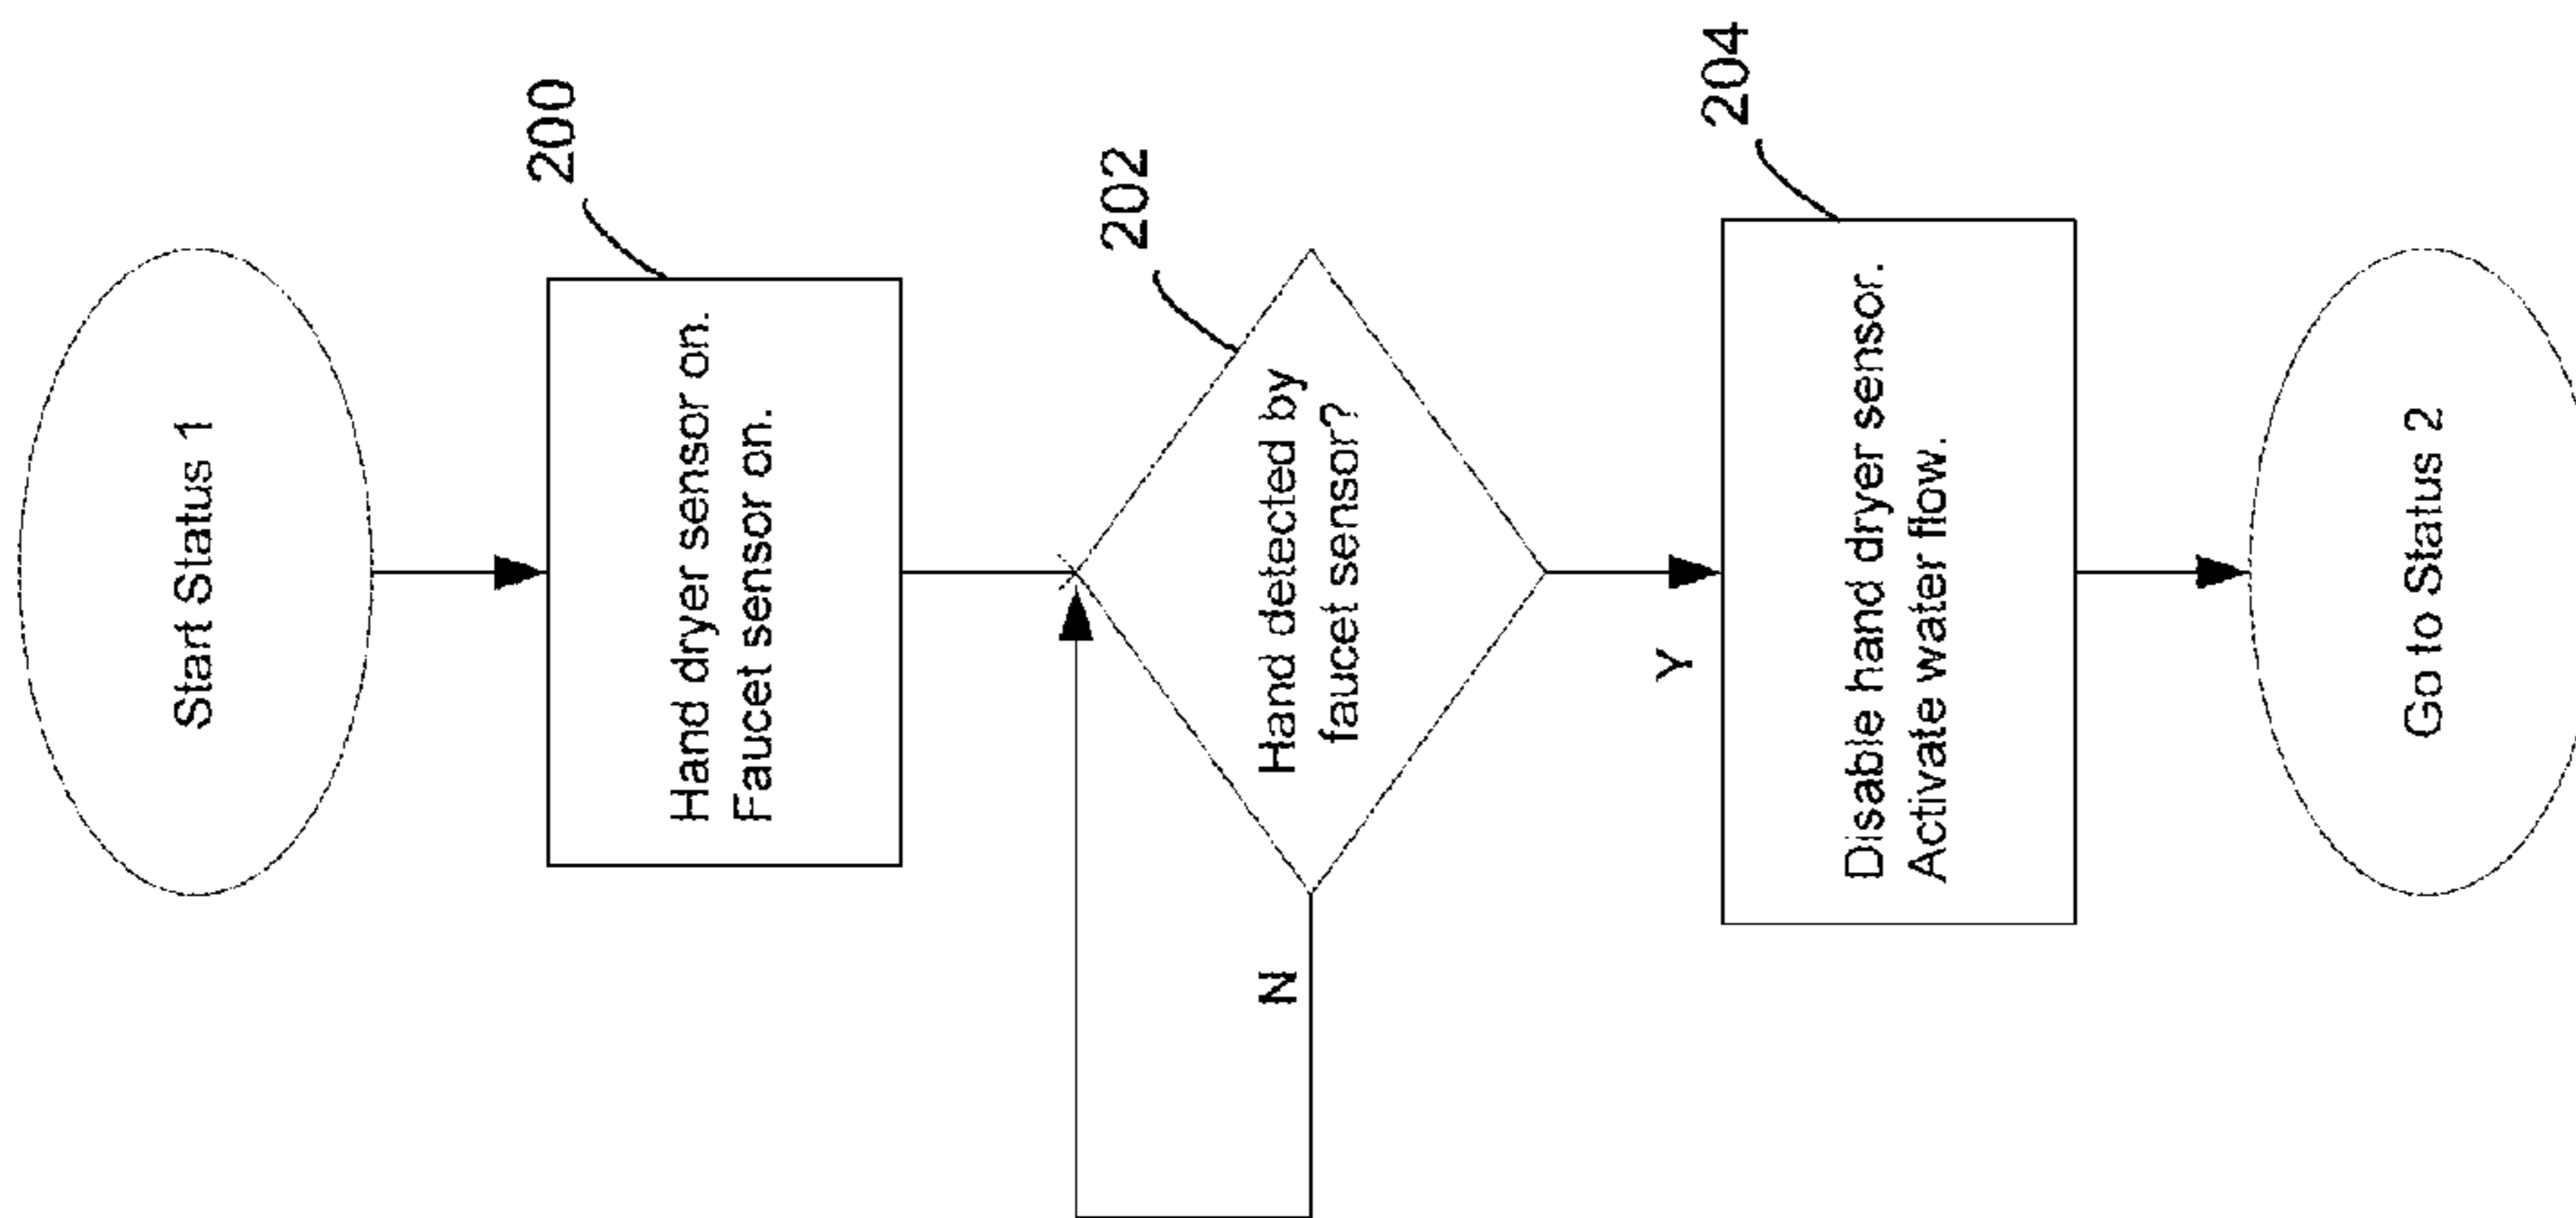 Start Status 1
200
Hand dryer sensor on.
Faucet sensor on.
202
Hand detected by
faucet sensor?
N
Y
204
Disable hand dryer sensor.
Activate water flow.
Go to Status 2